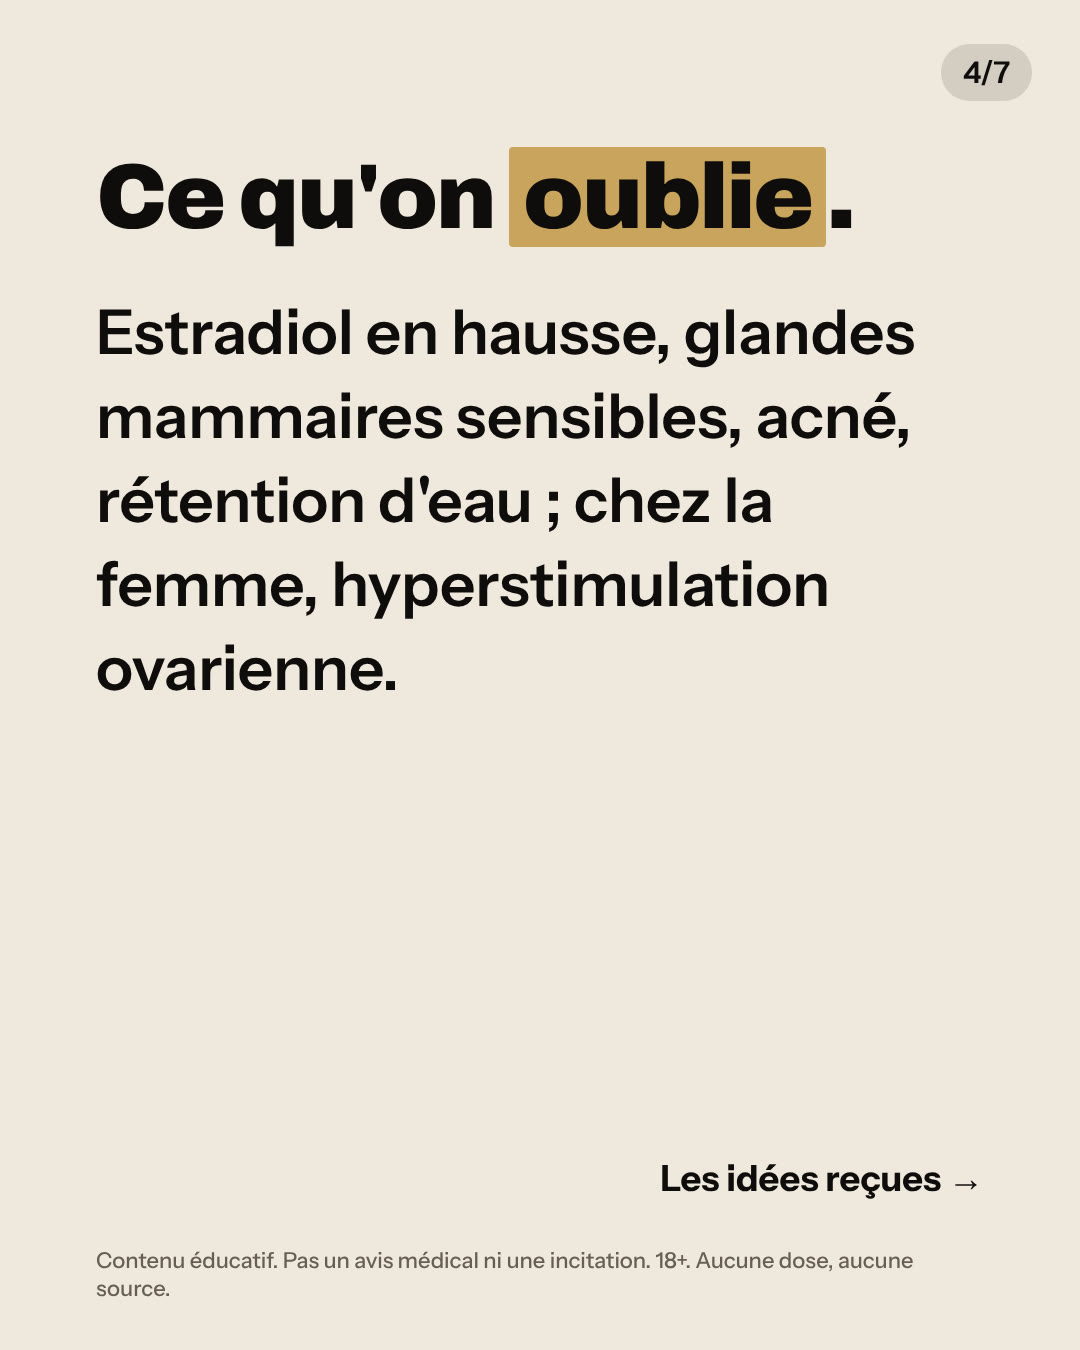 4/7
Ce qu'on oublie.
Estradiol en hausse, glandes
mammaires sensibles, acné,
rétention d'eau ; chez la
femme, hyperstimulation
ovarienne.
Les idées reçues →
Contenu éducatif. Pas un avis médical ni une incitation. 18+. Aucune dose, aucune
source.